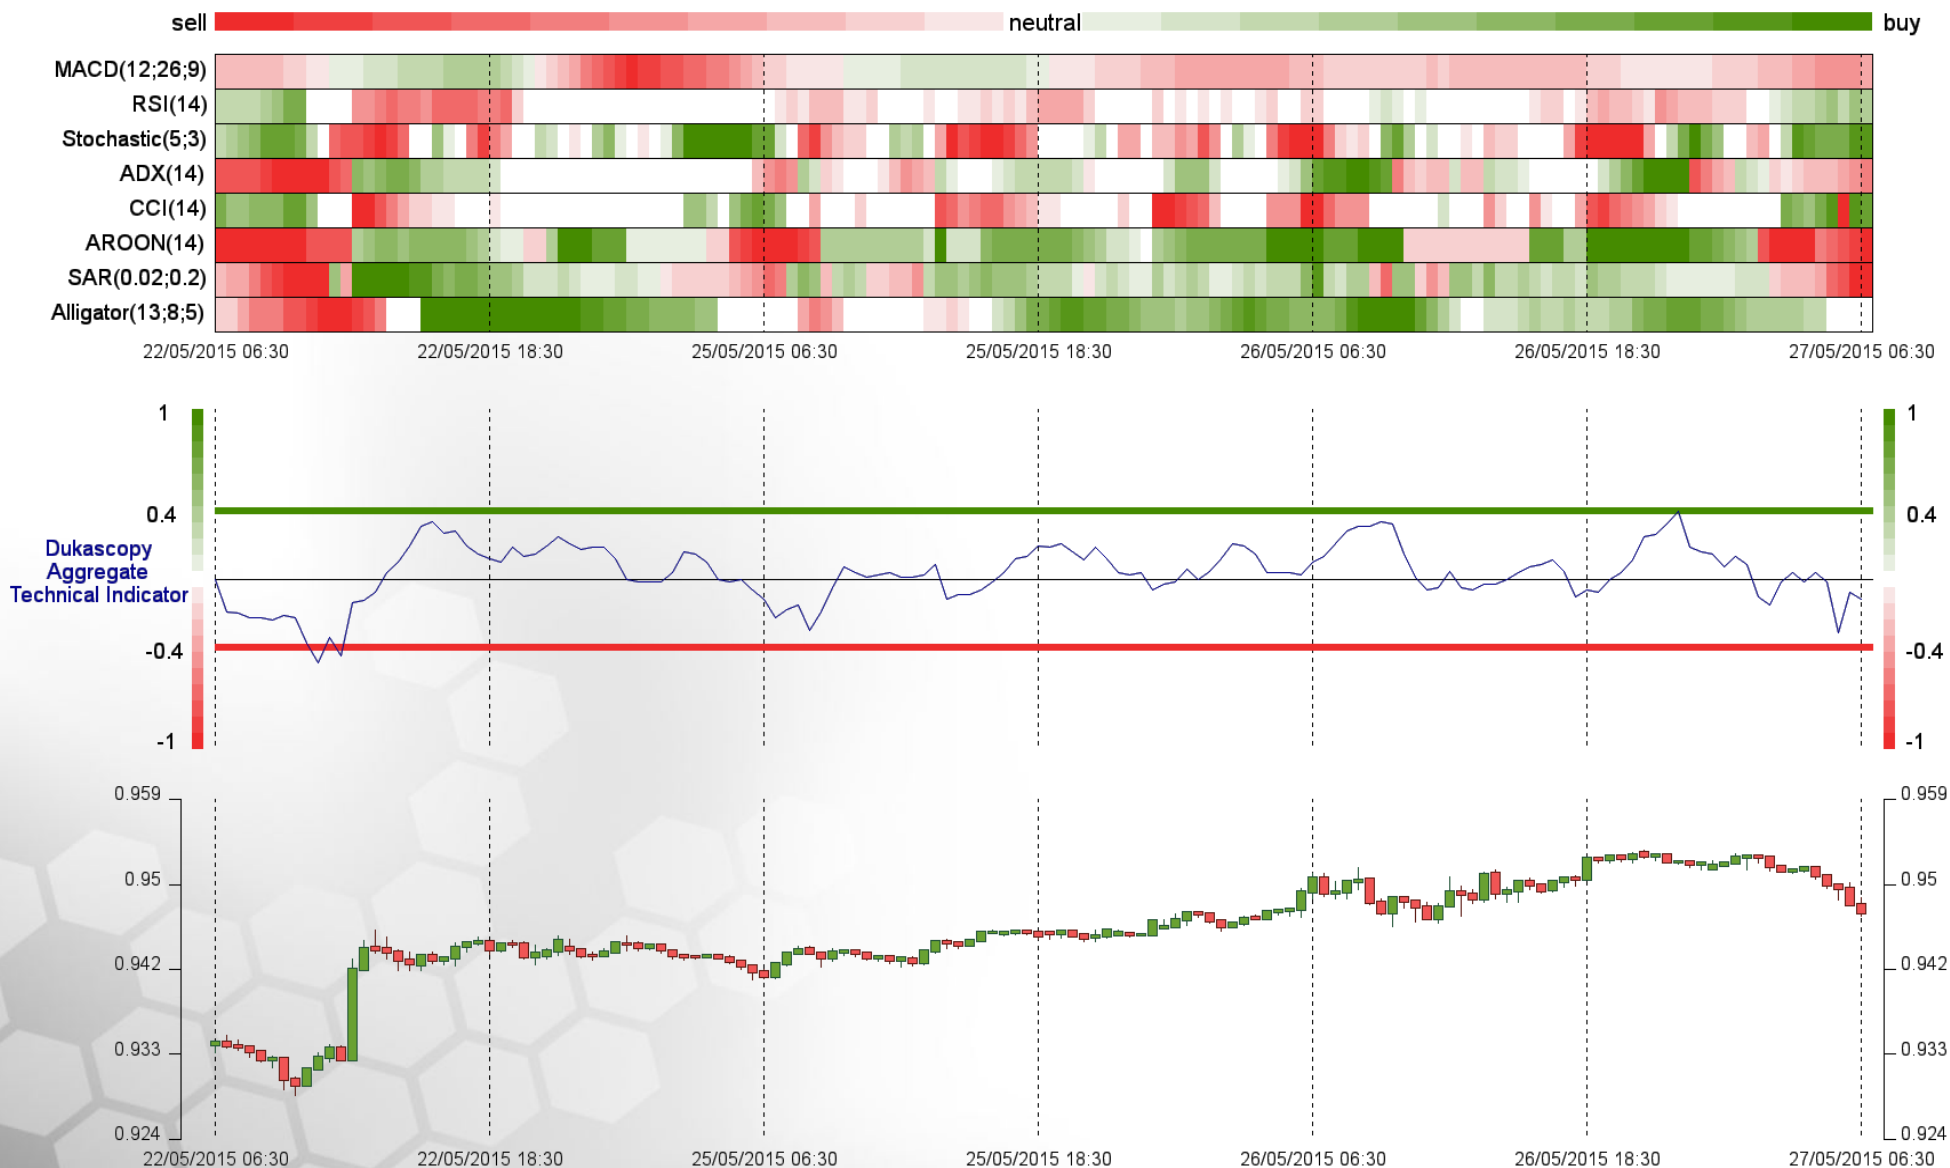 sell neutral buy
MACD(12;26;9)
RSI(14)
Stochastic(5;3)
ADX(14)
CCI(14)
AROON(14)
SAR(0.02;0.2)
Alligator(13;8;5)
22/05/2015 06:30 22/05/2015 18:30 25/05/2015 06:30 25/05/2015 18:30 26/05/2015 06:30 26/05/2015 18:30 27/05/2015 06:30
1 1
0.4 0.4
Dukascopy
Aggregate
Technical Indicator
-0.4 -0.4
-1 -1
0.959 0.959
0.95 0.95
0.942 0.942
0.933 0.933
0.924 0.924
22/05/2015 06:30 22/05/2015 18:30 25/05/2015 06:30 25/05/2015 18:30 26/05/2015 06:30 26/05/2015 18:30 27/05/2015 06:30